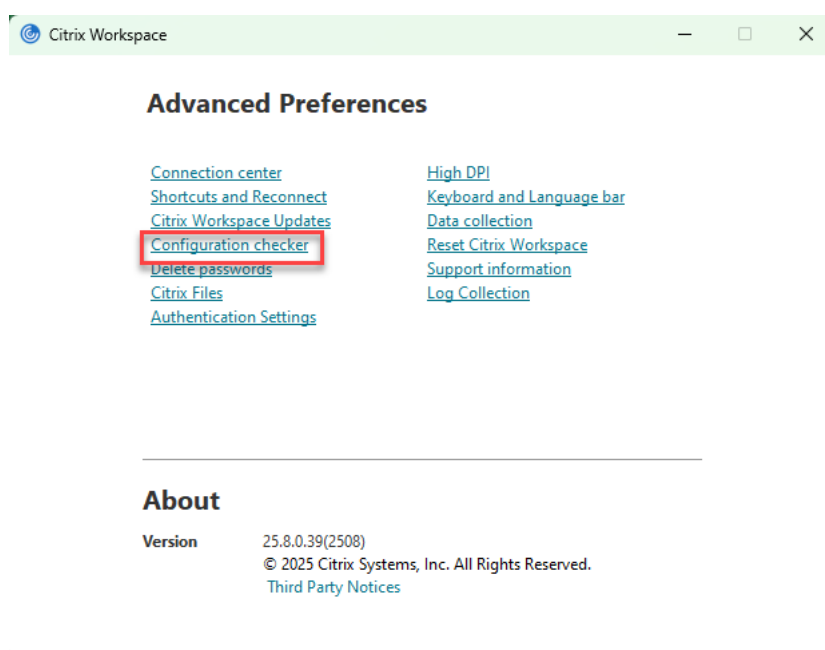 Citrix Workspace
Advanced Preferences
Connection center
Shortcuts and Reconnect
Citrix Workspace Updates
Configuration checker
Delete passwords
Citrix Files
Authentication Settings
High DPI
Keyboard and Language bar
Data collection
Reset Citrix Workspace
Support information
Log Collection
About
Version 25.8.0.39(2508)
© 2025 Citrix Systems, Inc. All Rights Reserved.
Third Party Notices